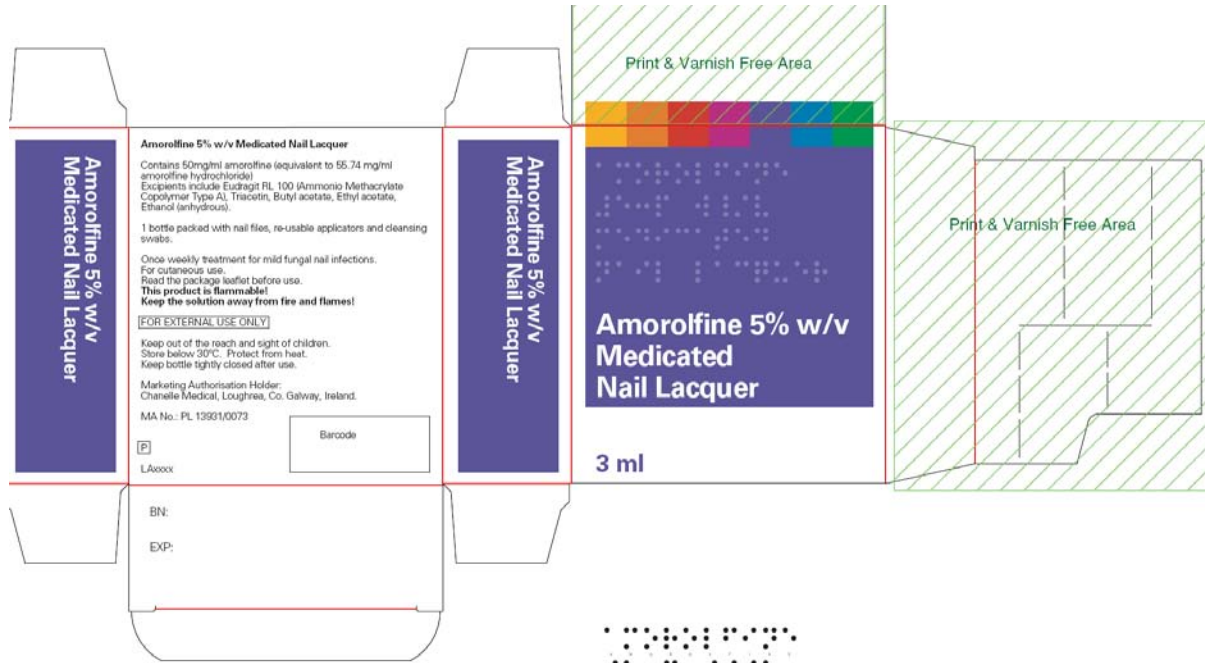 Print & Varnish Free Area
Amorolfine 5% w/v
Medicated Nail Lacquer
Amorolfine 5% w/v Medicated Nail Lacquer
Contains 50mg/ml amorolfine (equivalent to 55.74 mg/ml
amorolfine hydrochloride)
Excipients include Eudragit RL 100 (Ammonio Methacrylate
Copolymer Type A), Triacetin, Butyl acetate, Ethyl acetate,
Ethanol (anhydrous).
1 bottle packed with nail files, re-usable applicators and cleansing
swabs.
Once weekly treatment for mild fungal nail infections.
For cutaneous use.
Read the package leaflet before use.
This product is flammable!
Keep the solution away from fire and flames!
FOR EXTERNAL USE ONLY
Keep out of the reach and sight of children.
Store below 30°C. Protect from heat.
Keep bottle tightly closed after use.
Marketing Authorisation Holder:
Chanelle Medical, Loughrea, Co. Galway, Ireland.
MA No.: PL 13931/0073
Barcode
P
LAxxxx
BN:
EXP:
Amorolfine 5% w/v
Medicated Nail Lacquer
Amorolfine 5% w/v
Medicated
Nail Lacquer
3 ml
Print & Varnish Free Area